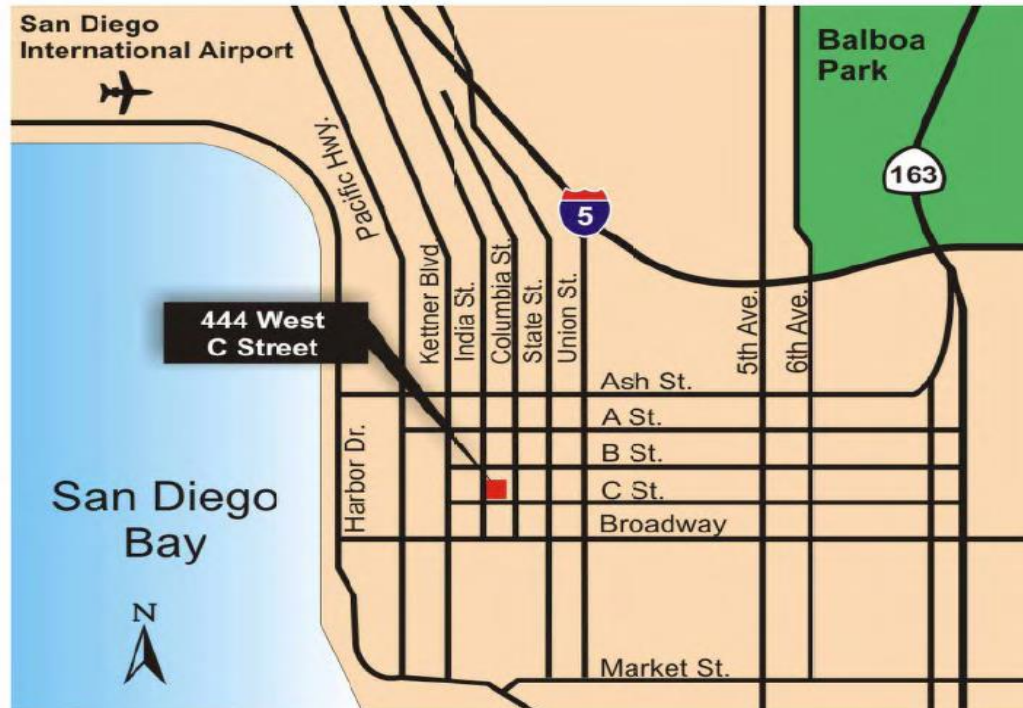 San Diego
International Airport
Balboa
Park
163
5
Pacific Hwy.
Kettner Blvd.
India St.
Columbia St.
State St.
Union St.
5th Ave.
6th Ave.
444 West
C Street
Ash St.
A St.
B St.
C St.
Broadway
Harbor Dr.
San Diego
Bay
N
Market St.